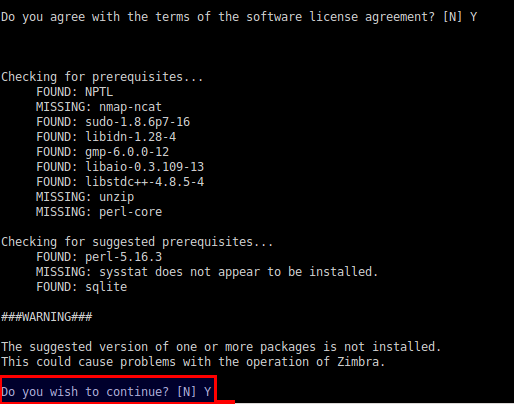 Do you agree with the terms of the software license agreement? [N] Y
Checking for prerequisites...
FOUND: NPTL
MISSING: nmap-ncat
FOUND: sudo-1.8.6p7-16
FOUND: libidn-1.28-4
FOUND: gmp-6.0.0-12
FOUND: libaio-0.3.109-13
FOUND: libstdc++-4.8.5-4
MISSING: unzip
MISSING: perl-core
Checking for suggested prerequisites...
FOUND: perl-5.16.3
MISSING: sysstat does not appear to be installed.
FOUND: sqlite
###WARNING###
The suggested version of one or more packages is not installed.
This could cause problems with the operation of Zimbra.
Do you wish to continue? [N] Y